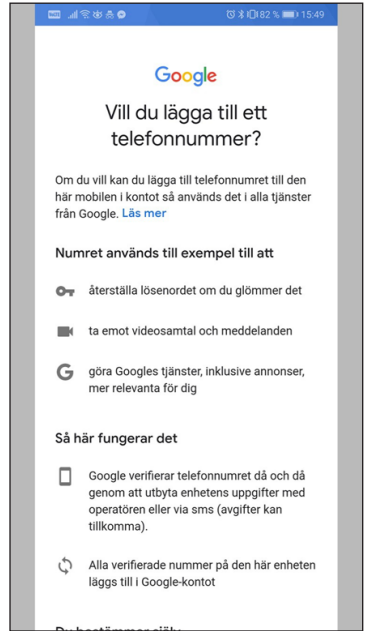 82 % 15:49
Google
Vill du lägga till ett
telefonnummer?
Om du vill kan du lägga till telefonnumret till den
här mobilen i kontot så används det i alla tjänster
från Google. Läs mer
Numret används till exempel till att
återställa lösenordet om du glömmer det
ta emot videosamtal och meddelanden
G göra Googles tjänster, inklusive annonser,
mer relevanta för dig
Så här fungerar det
Google verifierar telefonnumret då och då
genom att utbyta enhetens uppgifter med
operatören eller via sms (avgifter kan
tillkomma).
Alla verifierade nummer på den här enheten
läggs till i Google-kontot
Du bestämmer själv